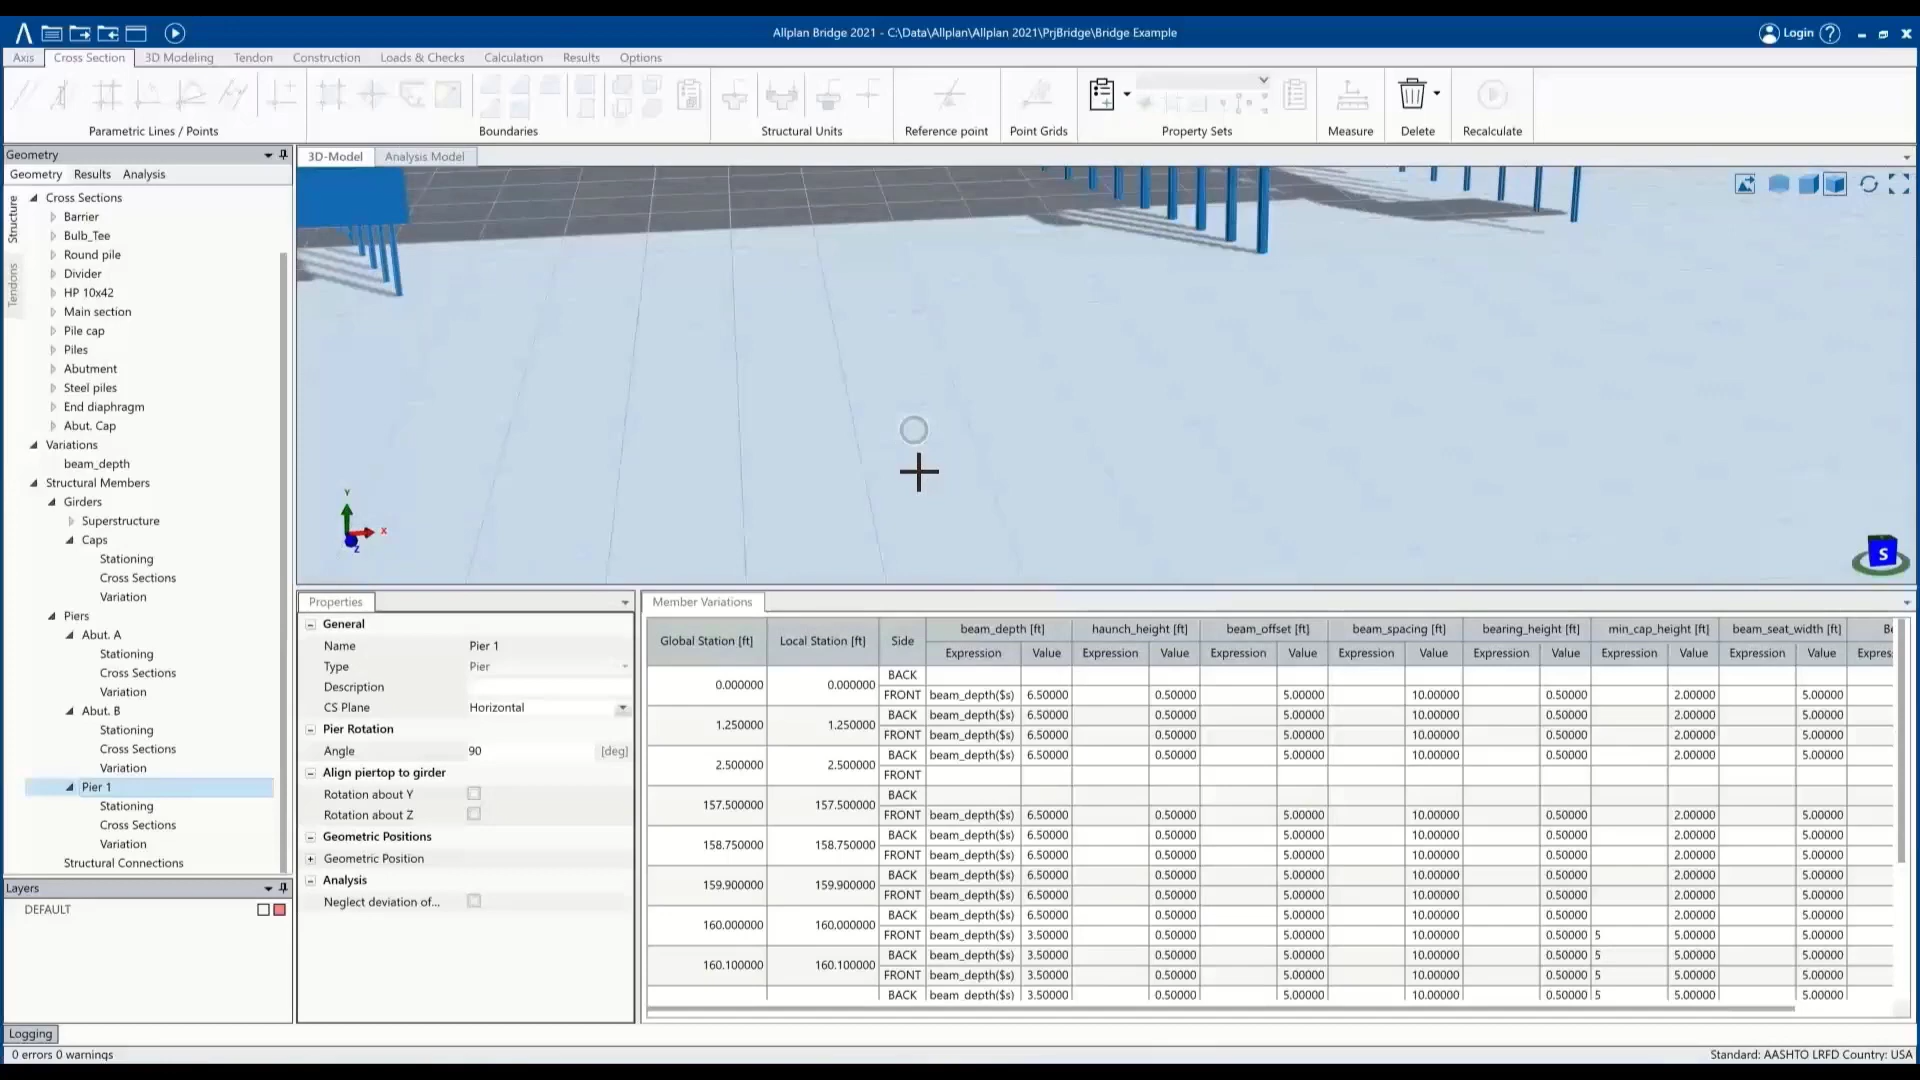 Allplan Bridge 2021 - C:\Data\Allplan\Allplan 2021\PrjBridge\Bridge Example
Login
Axis Cross Section 3D Modeling Tendon Construction Loads & Checks Calculation Results Options
Parametric Lines / Points Boundaries Structural Units Reference point Point Grids Property Sets Measure Delete Recalculate
Geometry
Geometry Results Analysis
Structure
Tendons
Cross Sections
Barrier
Bulb_Tee
Round pile
Divider
HP 10x42
Main section
Pile cap
Piles
Abutment
Steel piles
End diaphragm
Abut. Cap
Variations
beam_depth
Structural Members
Girders
Superstructure
Caps
Stationing
Cross Sections
Variation
Piers
Abut. A
Stationing
Cross Sections
Variation
Abut. B
Stationing
Cross Sections
Variation
Pier 1
Stationing
Cross Sections
Variation
Structural Connections
Layers
DEFAULT
3D-Model Analysis Model
Y
X
Z
S
Properties
General
Name Pier 1
Type Pier
Description
CS Plane Horizontal
Pier Rotation
Angle 90 [deg]
Align piertop to girder
Rotation about Y
Rotation about Z
Geometric Positions
Geometric Position
Analysis
Neglect deviation of...
Member Variations
Global Station [ft] Local Station [ft] Side beam_depth [ft] haunch_height [ft] beam_offset [ft] beam_spacing [ft] bearing_height [ft] min_cap_height [ft] beam_seat_width [ft] Be
Expression Value Expression Value Expression Value Expression Value Expression Value Expression Value Expression Value Expres
0.000000 0.000000 BACK
FRONT beam_depth($s) 6.50000 0.50000 5.00000 10.00000 0.50000 2.00000 5.00000
1.250000 1.250000 BACK beam_depth($s) 6.50000 0.50000 5.00000 10.00000 0.50000 2.00000 5.00000
FRONT beam_depth($s) 6.50000 0.50000 5.00000 10.00000 0.50000 2.00000 5.00000
2.500000 2.500000 BACK beam_depth($s) 6.50000 0.50000 5.00000 10.00000 0.50000 2.00000 5.00000
FRONT
157.500000 157.500000 BACK
FRONT beam_depth($s) 6.50000 0.50000 5.00000 10.00000 0.50000 2.00000 5.00000
158.750000 158.750000 BACK beam_depth($s) 6.50000 0.50000 5.00000 10.00000 0.50000 2.00000 5.00000
FRONT beam_depth($s) 6.50000 0.50000 5.00000 10.00000 0.50000 2.00000 5.00000
159.900000 159.900000 BACK beam_depth($s) 6.50000 0.50000 5.00000 10.00000 0.50000 2.00000 5.00000
FRONT beam_depth($s) 6.50000 0.50000 5.00000 10.00000 0.50000 2.00000 5.00000
160.000000 160.000000 BACK beam_depth($s) 6.50000 0.50000 5.00000 10.00000 0.50000 2.00000 5.00000
FRONT beam_depth($s) 3.50000 0.50000 5.00000 10.00000 0.50000 5 5.00000 5.00000
160.100000 160.100000 BACK beam_depth($s) 3.50000 0.50000 5.00000 10.00000 0.50000 5 5.00000 5.00000
FRONT beam_depth($s) 3.50000 0.50000 5.00000 10.00000 0.50000 5 5.00000 5.00000
BACK beam_depth($s) 3.50000 0.50000 5.00000 10.00000 0.50000 5 5.00000 5.00000
Logging
0 errors 0 warnings
Standard: AASHTO LRFD Country: USA